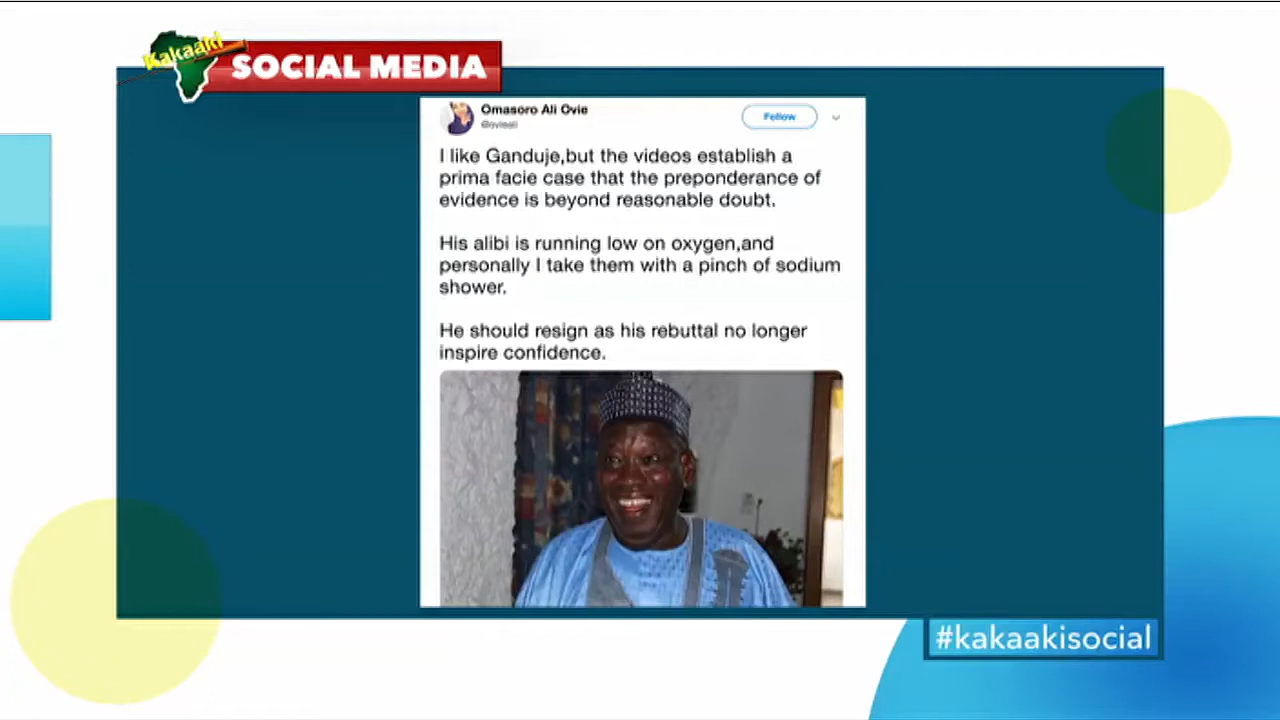 Kakaaki
SOCIAL MEDIA
Omasoro Ali Ovie
@ovieali
Follow
I like Ganduje,but the videos establish a
prima facie case that the preponderance of
evidence is beyond reasonable doubt.
His alibi is running low on oxygen,and
personally I take them with a pinch of sodium
shower.
He should resign as his rebuttal no longer
inspire confidence.
#kakaakisocial